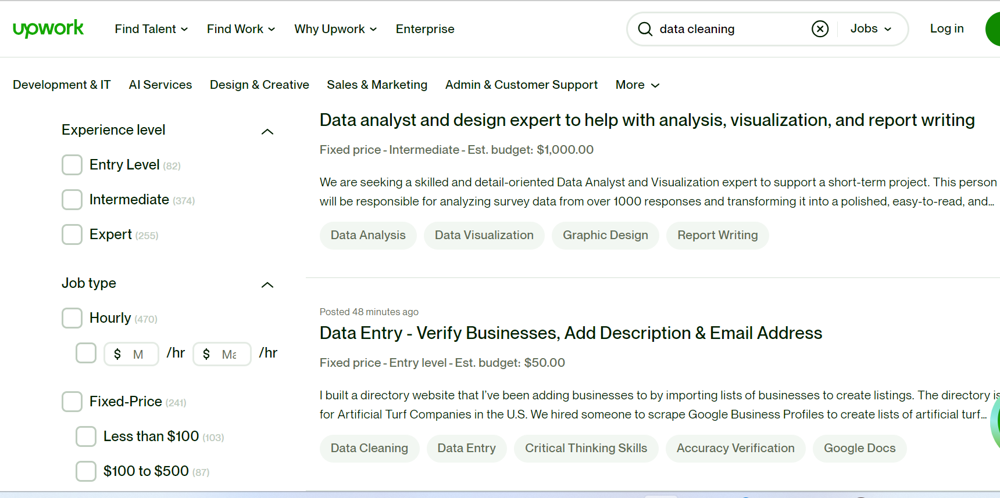 upwork Find Talent Find Work Why Upwork Enterprise data cleaning Jobs Log in
Development & IT AI Services Design & Creative Sales & Marketing Admin & Customer Support More
Experience level
Entry Level (82)
Intermediate (374)
Expert (255)
Job type
Hourly (470)
$ M /hr $ Ma /hr
Fixed-Price (241)
Less than $100 (103)
$100 to $500 (87)
Data analyst and design expert to help with analysis, visualization, and report writing
Fixed price - Intermediate - Est. budget: $1,000.00
We are seeking a skilled and detail-oriented Data Analyst and Visualization expert to support a short-term project. This person
will be responsible for analyzing survey data from over 1000 responses and transforming it into a polished, easy-to-read, and...
Data Analysis Data Visualization Graphic Design Report Writing
Posted 48 minutes ago
Data Entry - Verify Businesses, Add Description & Email Address
Fixed price - Entry level - Est. budget: $50.00
I built a directory website that I’ve been adding businesses to by importing lists of businesses to create listings. The directory is
for Artificial Turf Companies in the U.S. We hired someone to scrape Google Business Profiles to create lists of artificial turf...
Data Cleaning Data Entry Critical Thinking Skills Accuracy Verification Google Docs